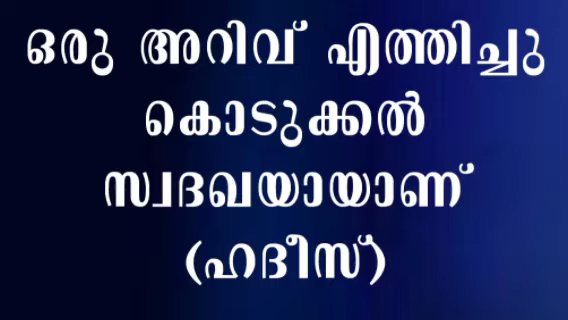 ഒരു അറിവ് എത്തിച്ചു
കൊടുക്കൽ
സ്വദഖയായാണ്
(ഹദീസ്)